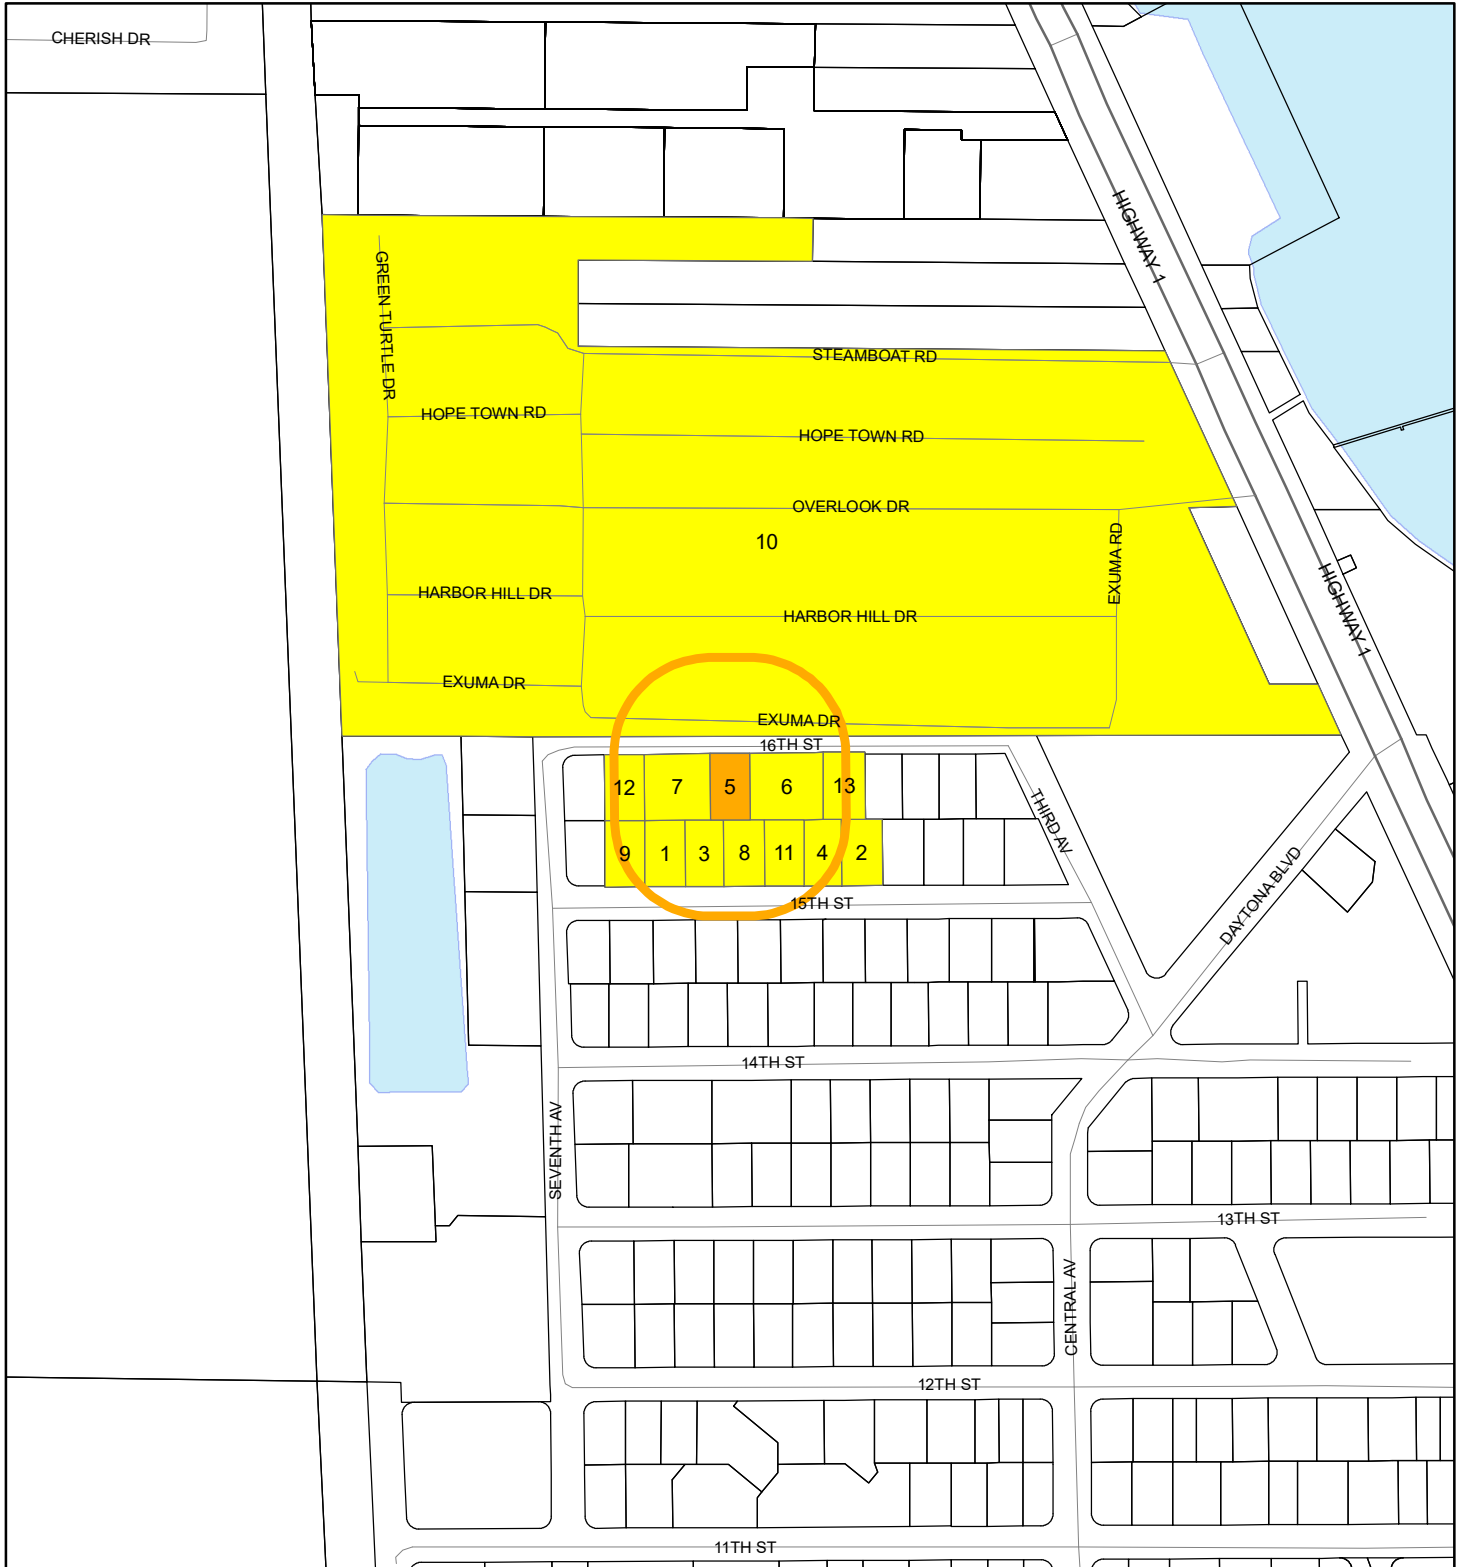 CHERISH DR
HIGHWAY 1
GREEN TURTLE DR
STEAMBOAT RD
HOPE TOWN RD
HOPE TOWN RD
OVERLOOK DR
10
EXUMA RD
HIGHWAY 1
HARBOR HILL DR
HARBOR HILL DR
EXUMA DR
EXUMA DR
16TH ST
12 7 5 6 13
THIRD AV
9 1 3 8 11 4 2
DAYTONA BLVD
15TH ST
14TH ST
SEVENTH AV
13TH ST
CENTRAL AV
12TH ST
11TH ST